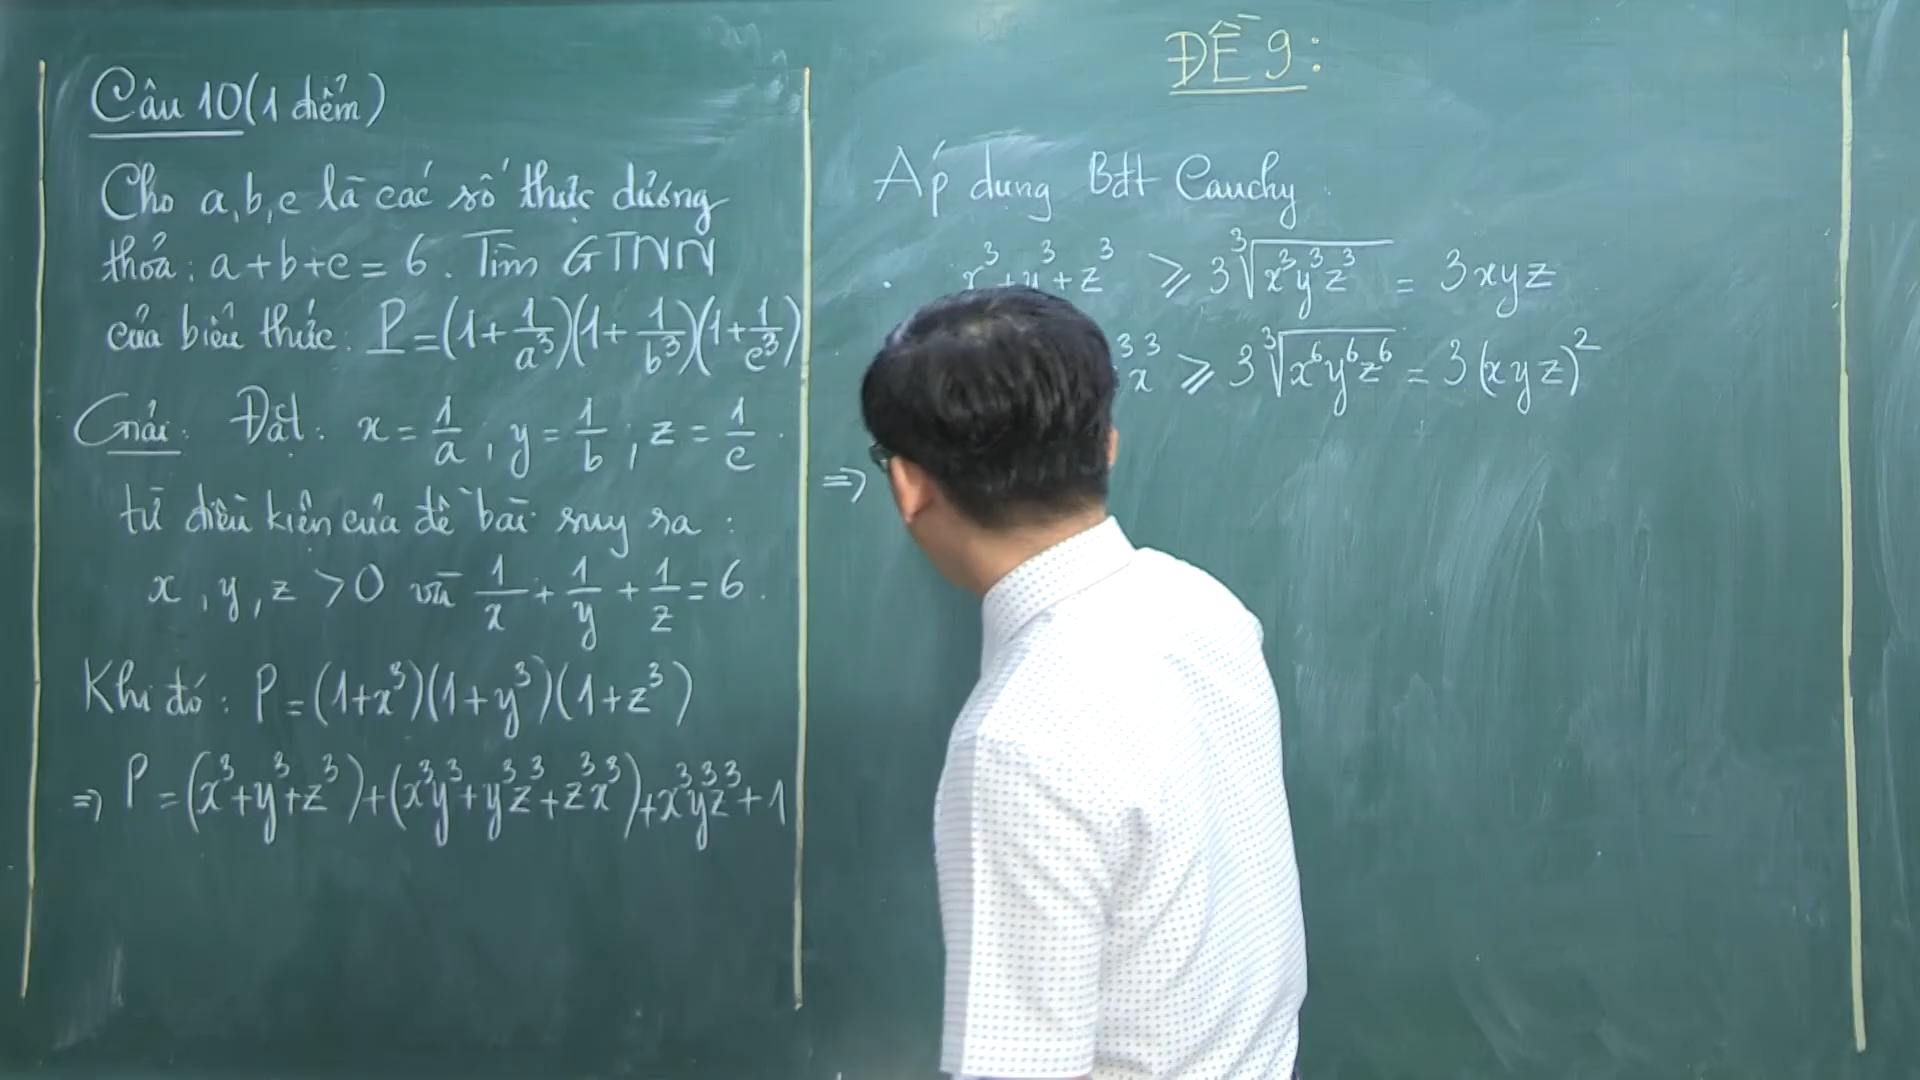 Câu 10 (1 điểm)
Cho a, b, c là các số thực dương
thỏa: a + b + c = 6. Tìm GTNN
của biểu thức: P = (1 + 1/a³)(1 + 1/b³)(1 + 1/c³)
Giải: Đặt: x = 1/a, y = 1/b; z = 1/c.
từ điều kiện của đề bài suy ra:
x, y, z > 0 và 1/x + 1/y + 1/z = 6.
Khi đó: P = (1 + x³)(1 + y³)(1 + z³)
⇒ P = (x³ + y³ + z³) + (x³y³ + y³z³ + z³x³) + x³y³z³ + 1
ĐỀ 9:
Áp dụng Bđt Cauchy:
• x³ + y³ + z³ ⩾ 3∛(x³y³z³) = 3xyz
³x³ ⩾ 3∛(x⁶y⁶z⁶) = 3(xyz)²
⇒